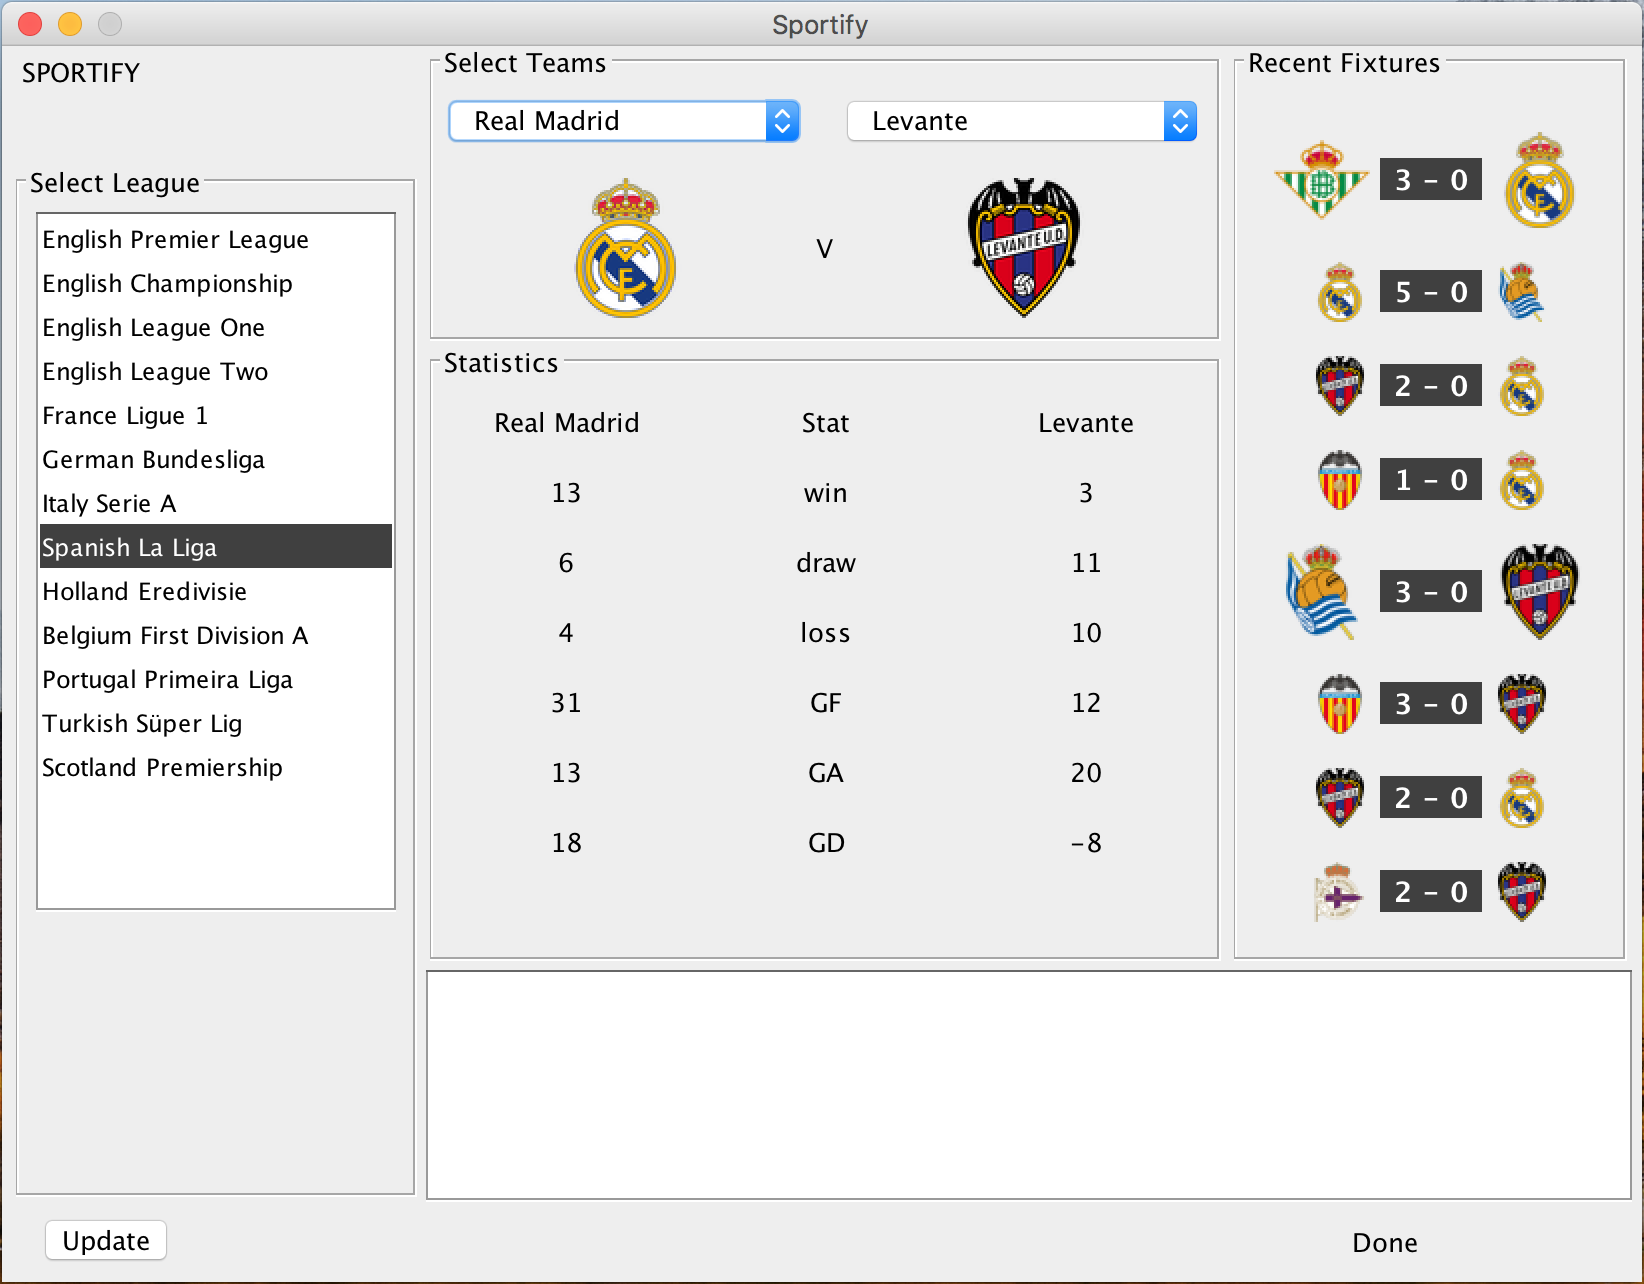 Sportify
SPORTIFY
Select League
English Premier League
English Championship
English League One
English League Two
France Ligue 1
German Bundesliga
Italy Serie A
Spanish La Liga
Holland Eredivisie
Belgium First Division A
Portugal Primeira Liga
Turkish Süper Lig
Scotland Premiership
Update
Select Teams
Real Madrid Levante
LEVANTE U.D.
V
Statistics
Real Madrid Stat Levante
13 win 3
6 draw 11
4 loss 10
31 GF 12
13 GA 20
18 GD -8
Recent Fixtures
3 - 0
5 - 0
2 - 0
1 - 0
3 - 0
3 - 0
2 - 0
2 - 0
Done